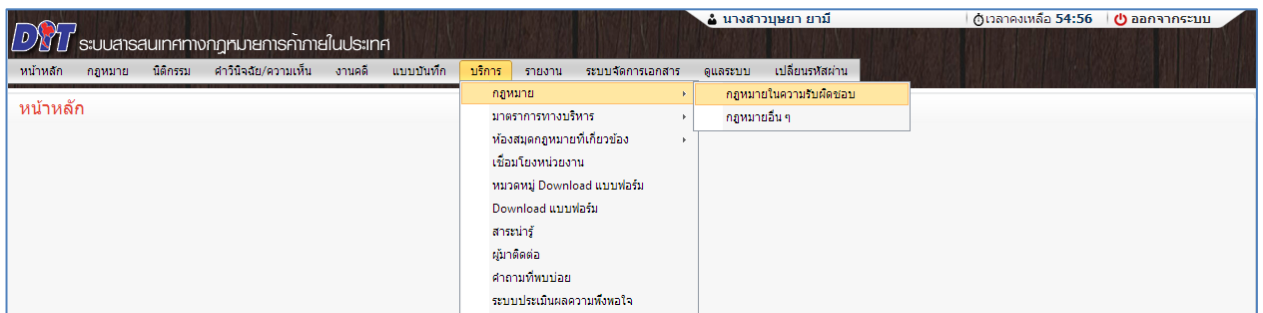 นางสาวบุษยา ยามี เวลาคงเหลือ 54:56 ออกจากระบบ
DIT ระบบสารสนเทศทางกฎหมายการค้าภายในประเทศ
หน้าหลัก กฎหมาย นิติกรรม คำวินิจฉัย/ความเห็น งานคดี แบบบันทึก บริการ รายงาน ระบบจัดการเอกสาร ดูแลระบบ เปลี่ยนรหัสผ่าน
หน้าหลัก
กฎหมาย
กฎหมายในความรับผิดชอบ
กฎหมายอื่น ๆ
มาตราการทางบริหาร
ห้องสมุดกฎหมายที่เกี่ยวข้อง
เชื่อมโยงหน่วยงาน
หมวดหมู่ Download แบบฟอร์ม
Download แบบฟอร์ม
สาระน่ารู้
ผู้มาติดต่อ
คำถามที่พบบ่อย
ระบบประเมินผลความพึงพอใจ